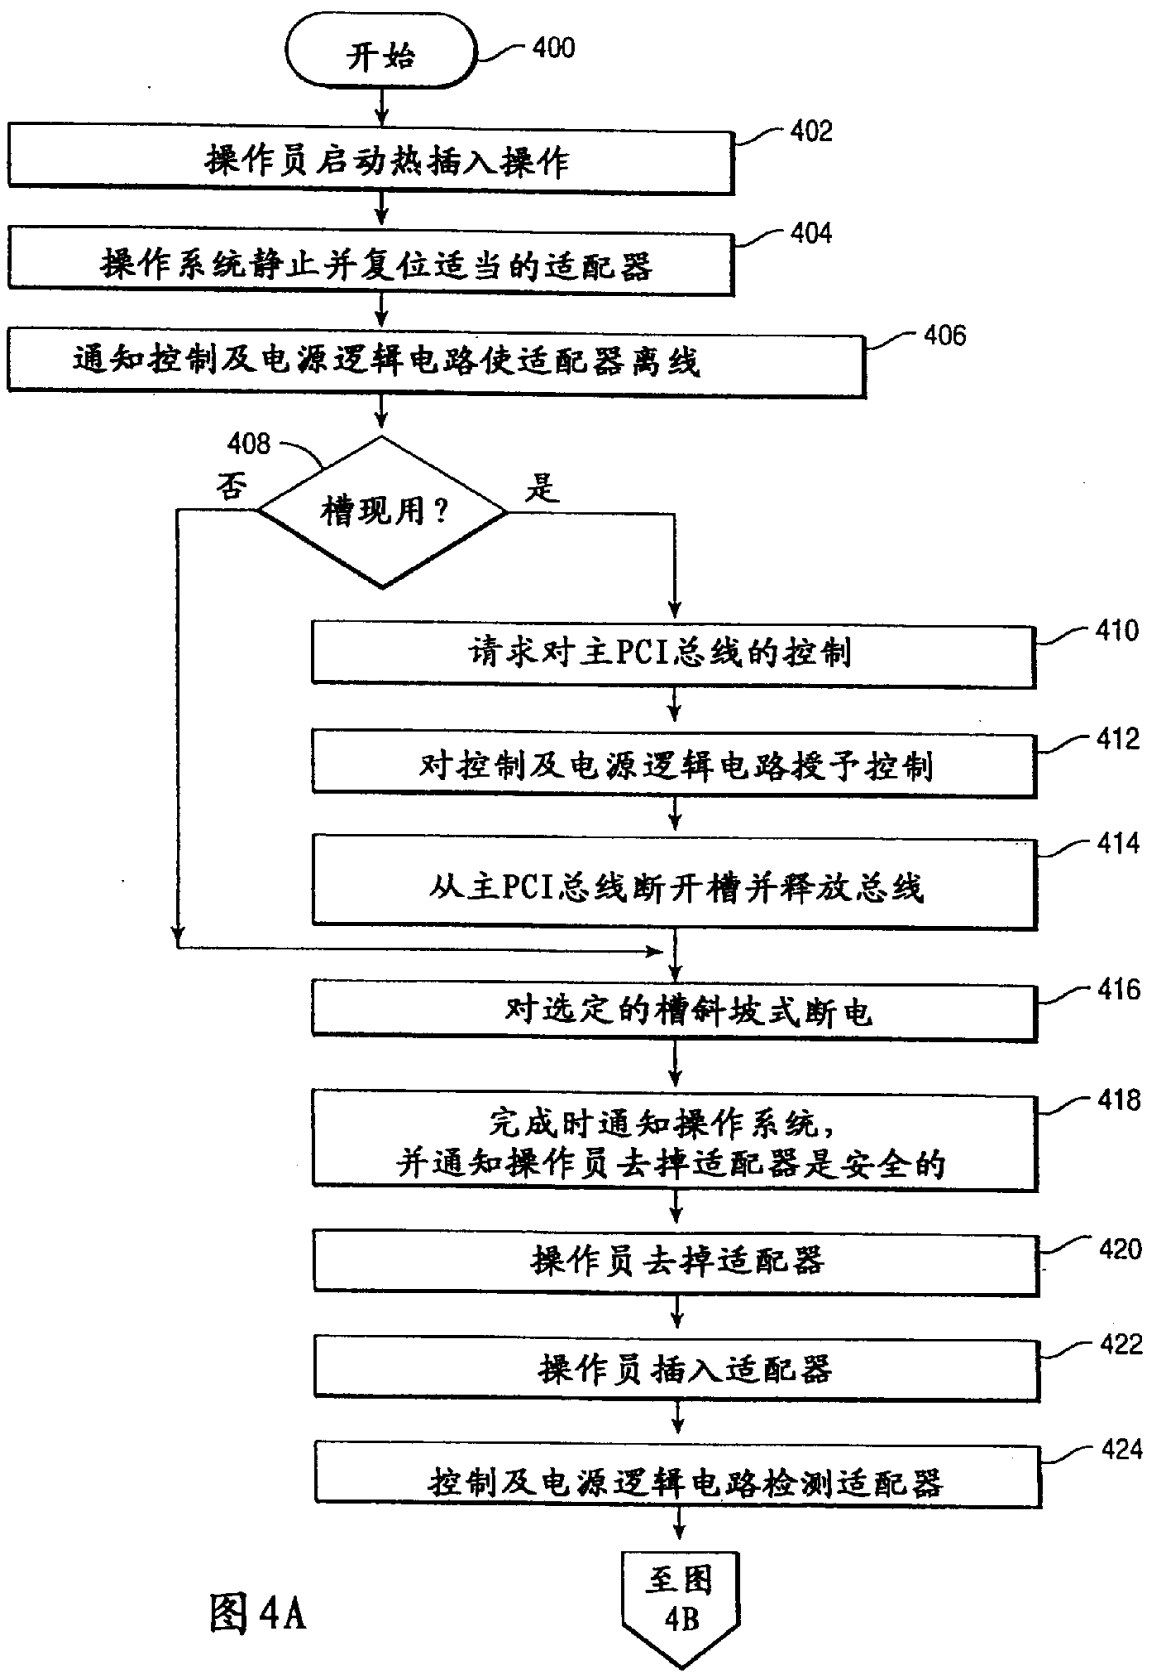 开始
400
402
操作员启动热插入操作
404
操作系统静止并复位适当的适配器
406
通知控制及电源逻辑电路使适配器离线
408
否
是
槽现用?
410
请求对主PCI总线的控制
412
对控制及电源逻辑电路授予控制
414
从主PCI总线断开槽并释放总线
416
对选定的槽斜坡式断电
418
完成时通知操作系统,
并通知操作员去掉适配器是安全的
420
操作员去掉适配器
422
操作员插入适配器
424
控制及电源逻辑电路检测适配器
至图
4B
图4A